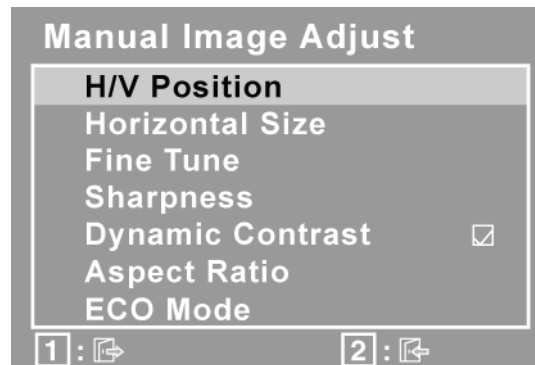 Manual Image Adjust
H/V Position
Horizontal Size
Fine Tune
Sharpness
Dynamic Contrast
Aspect Ratio
ECO Mode
1 : 2 :